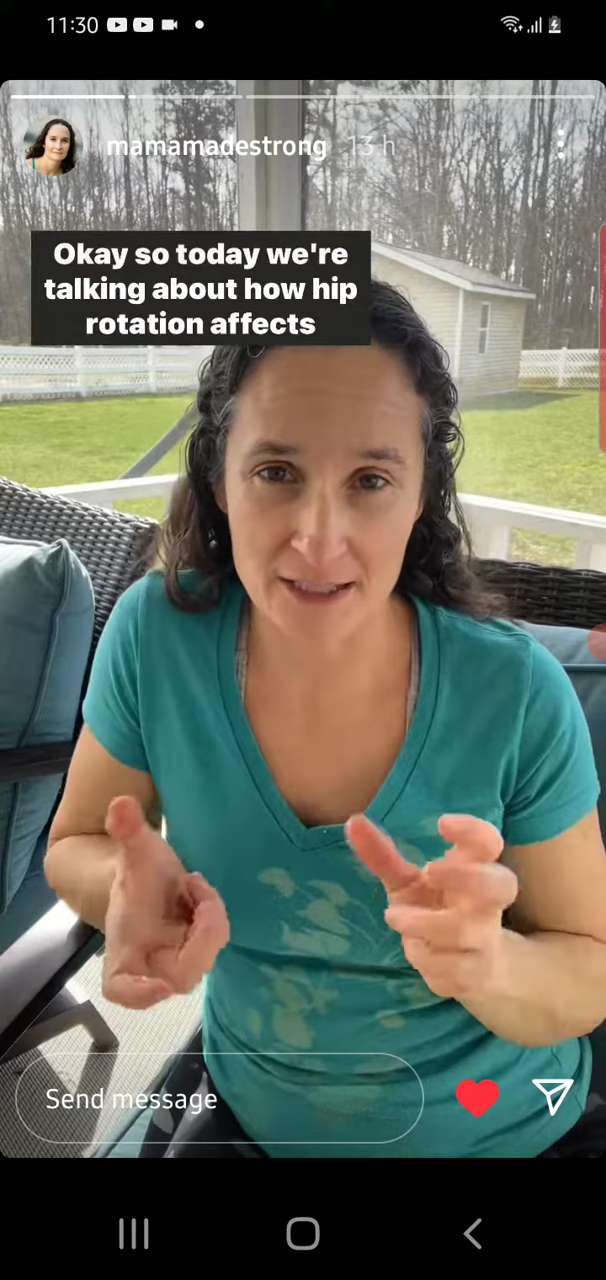 11:30
mamamadestrong 13 h
Okay so today we're
talking about how hip
rotation affects
Send message